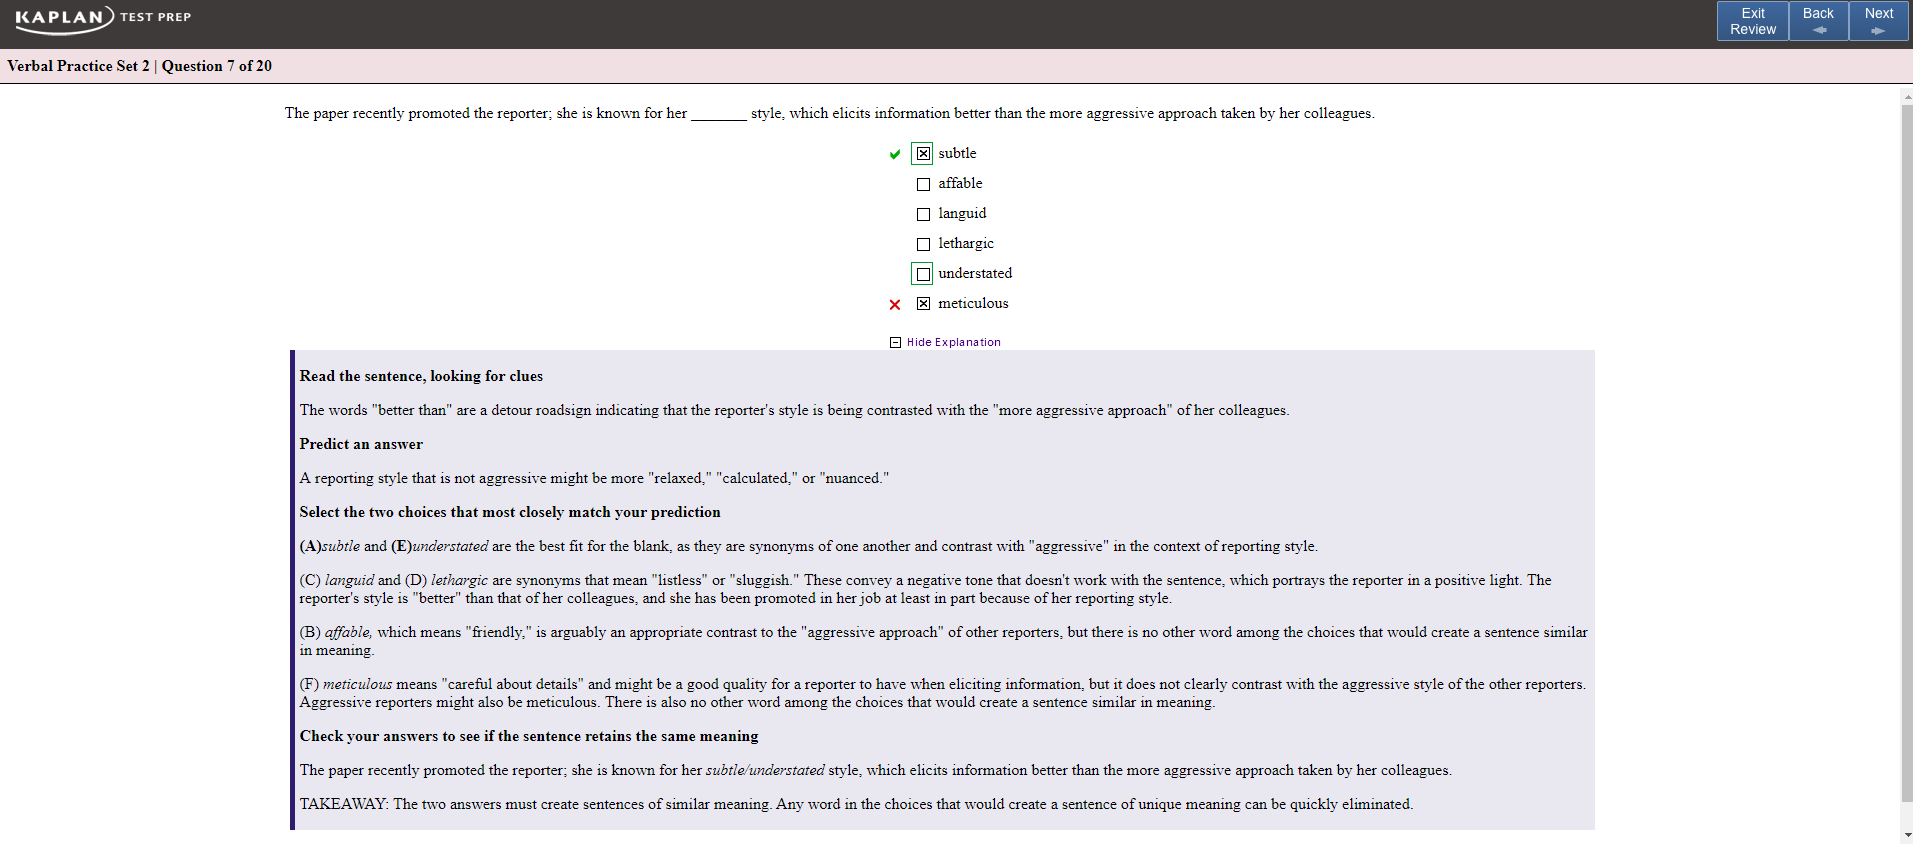 KAPLAN TEST PREP
Exit Review
Back
Next
Verbal Practice Set 2 | Question 7 of 20
The paper recently promoted the reporter; she is known for her _______ style, which elicits information better than the more aggressive approach taken by her colleagues.
subtle
affable
languid
lethargic
understated
meticulous
Hide Explanation
Read the sentence, looking for clues
The words "better than" are a detour roadsign indicating that the reporter's style is being contrasted with the "more aggressive approach" of her colleagues.
Predict an answer
A reporting style that is not aggressive might be more "relaxed," "calculated," or "nuanced."
Select the two choices that most closely match your prediction
(A)subtle and (E)understated are the best fit for the blank, as they are synonyms of one another and contrast with "aggressive" in the context of reporting style.
(C) languid and (D) lethargic are synonyms that mean "listless" or "sluggish." These convey a negative tone that doesn't work with the sentence, which portrays the reporter in a positive light. The
reporter's style is "better" than that of her colleagues, and she has been promoted in her job at least in part because of her reporting style.
(B) affable, which means "friendly," is arguably an appropriate contrast to the "aggressive approach" of other reporters, but there is no other word among the choices that would create a sentence similar
in meaning.
(F) meticulous means "careful about details" and might be a good quality for a reporter to have when eliciting information, but it does not clearly contrast with the aggressive style of the other reporters.
Aggressive reporters might also be meticulous. There is also no other word among the choices that would create a sentence similar in meaning.
Check your answers to see if the sentence retains the same meaning
The paper recently promoted the reporter; she is known for her subtle/understated style, which elicits information better than the more aggressive approach taken by her colleagues.
TAKEAWAY: The two answers must create sentences of similar meaning. Any word in the choices that would create a sentence of unique meaning can be quickly eliminated.